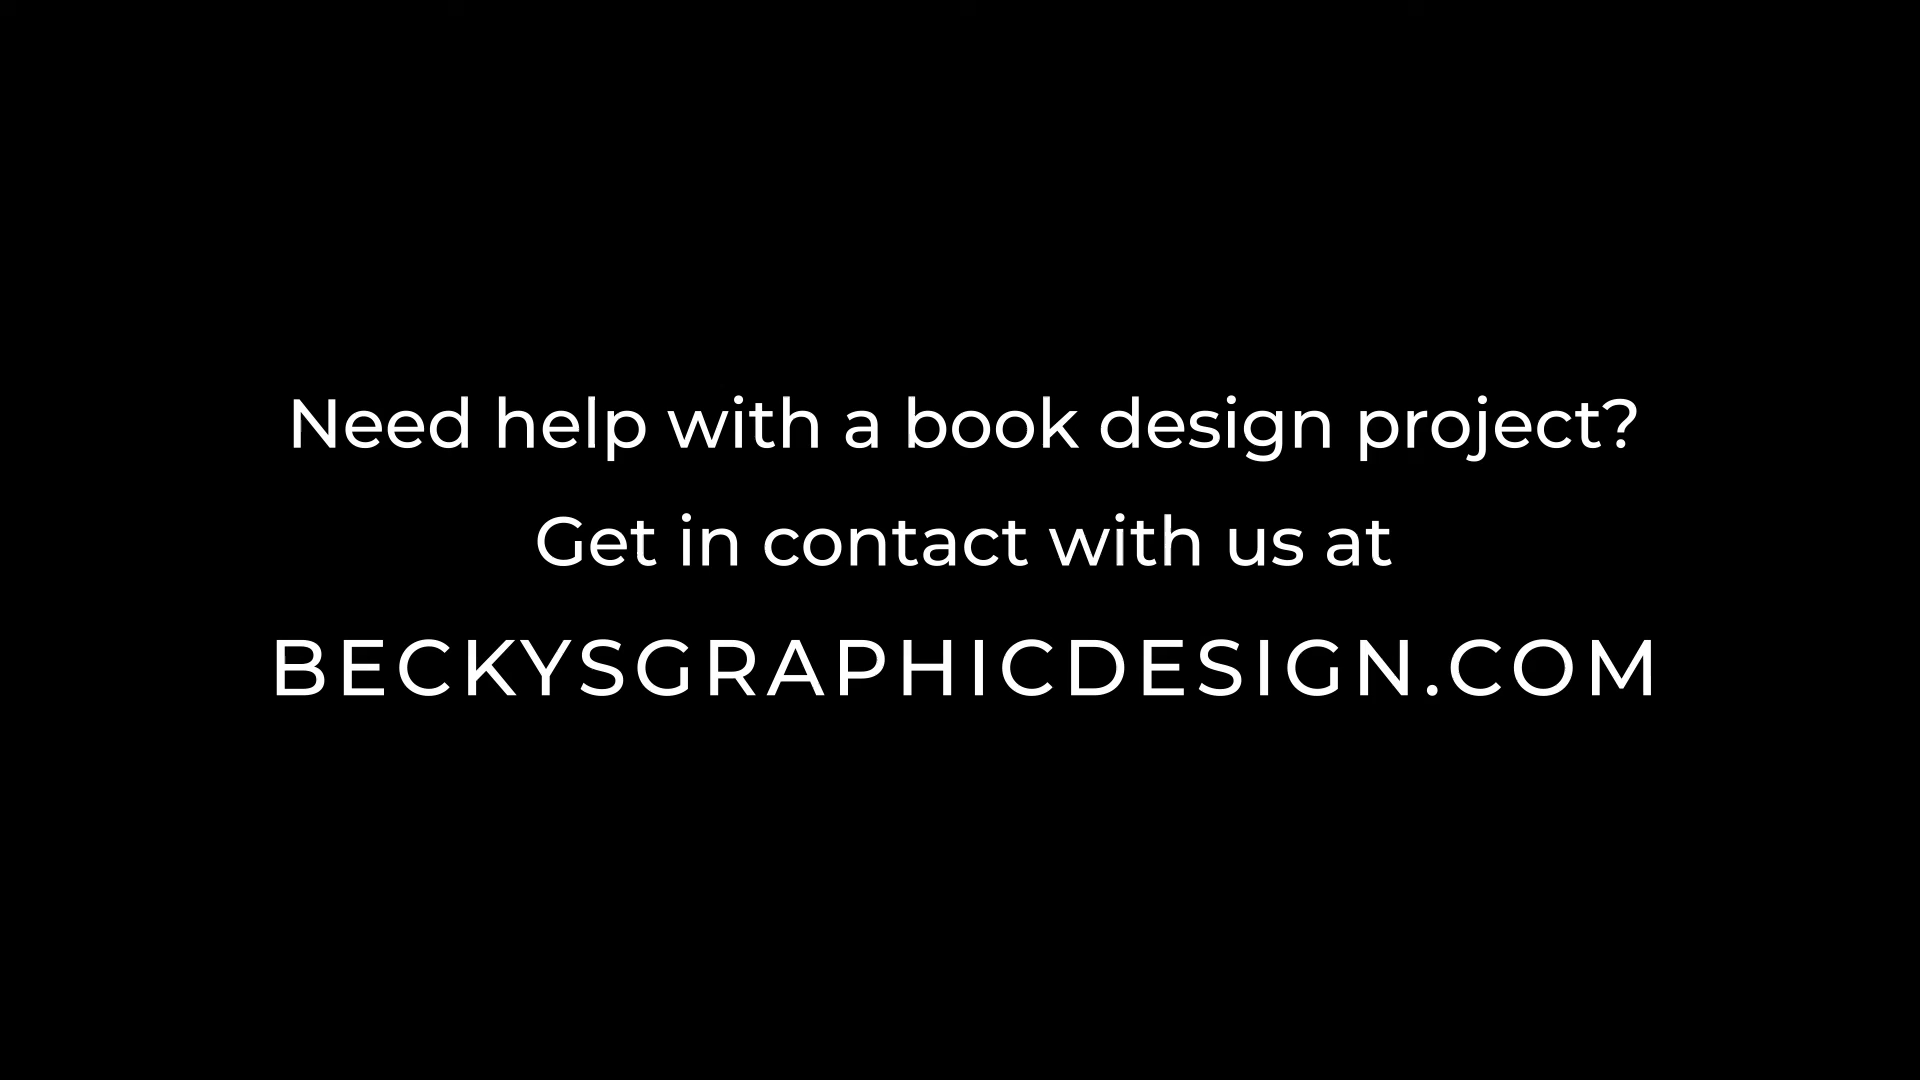 Need help with a book design project?
Get in contact with us at
BECKYSGRAPHICDESIGN.COM